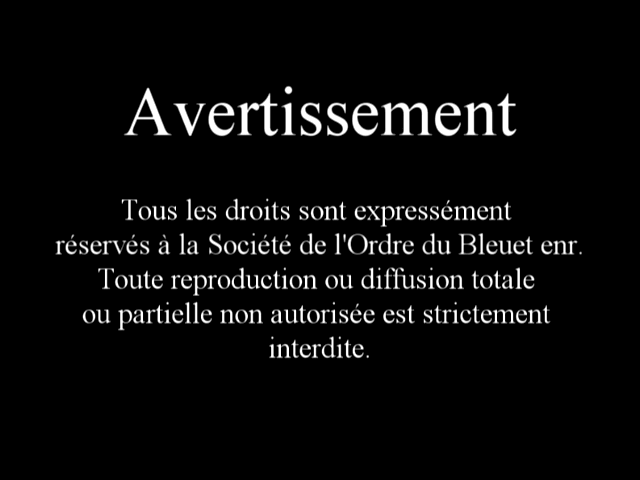 Avertissement
Tous les droits sont expressément
réservés à la Société de l'Ordre du Bleuet enr.
Toute reproduction ou diffusion totale
ou partielle non autorisée est strictement
interdite.